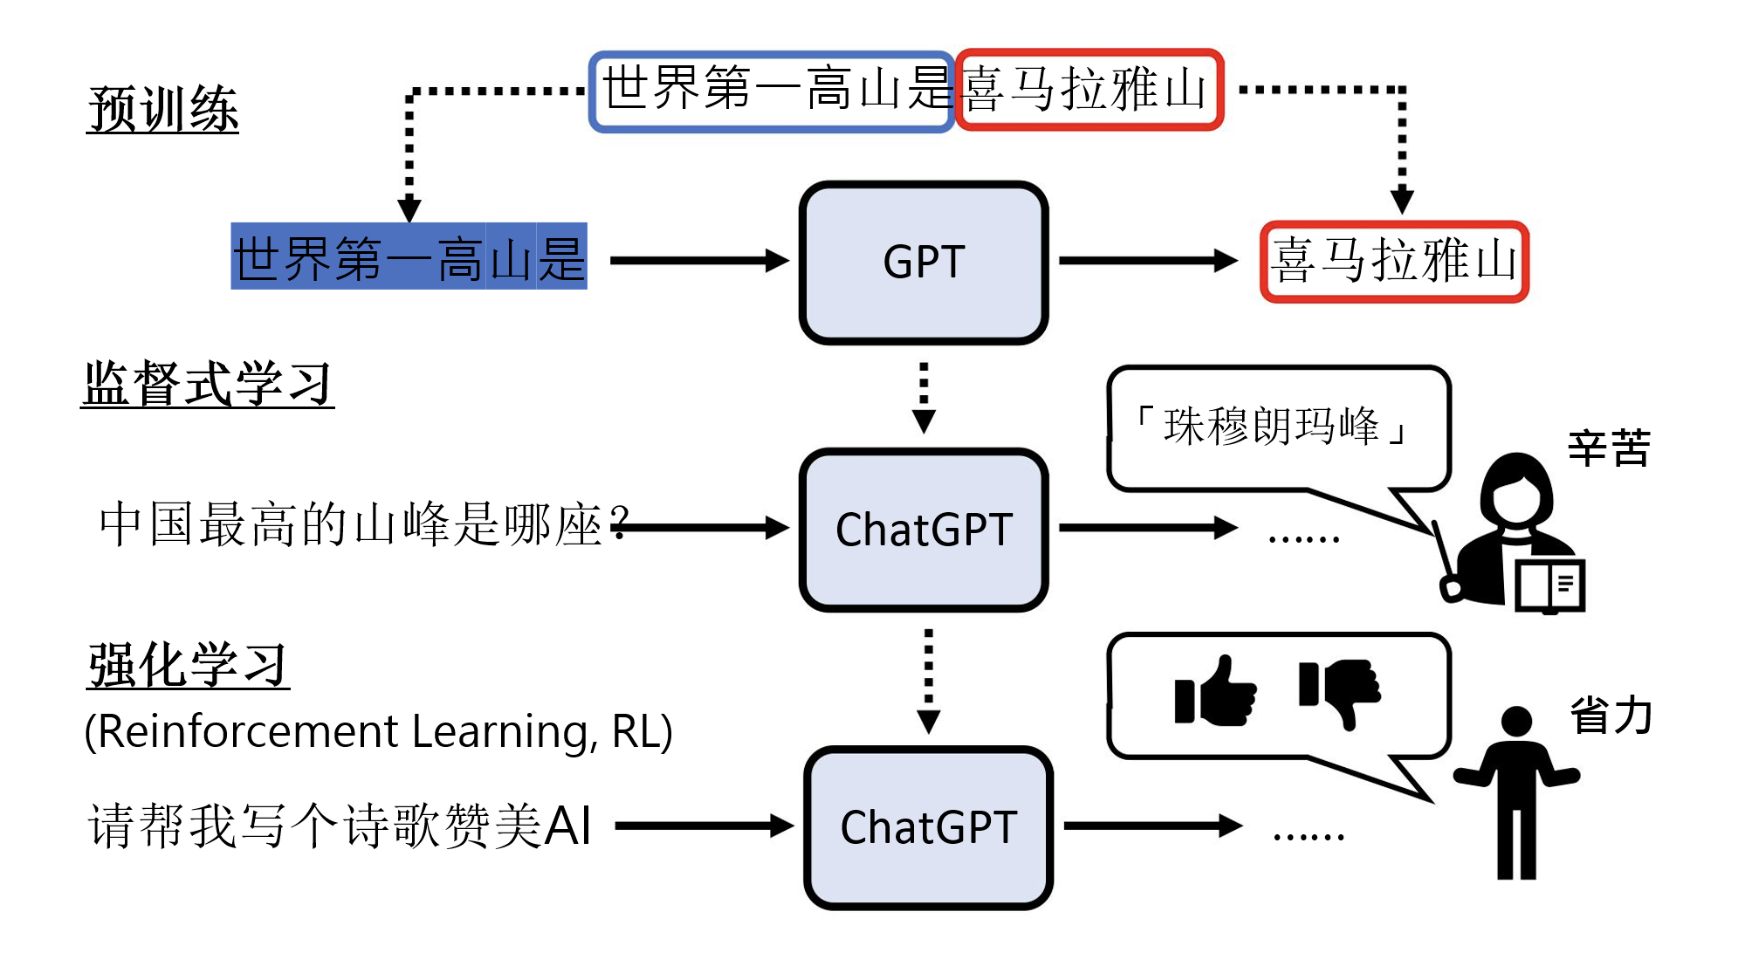 预训练
世界第一高山是喜马拉雅山
世界第一高山是
GPT
喜马拉雅山
监督式学习
「珠穆朗玛峰」
辛苦
中国最高的山峰是哪座?
ChatGPT
……
强化学习
(Reinforcement Learning, RL)
省力
请帮我写个诗歌赞美AI
ChatGPT
……